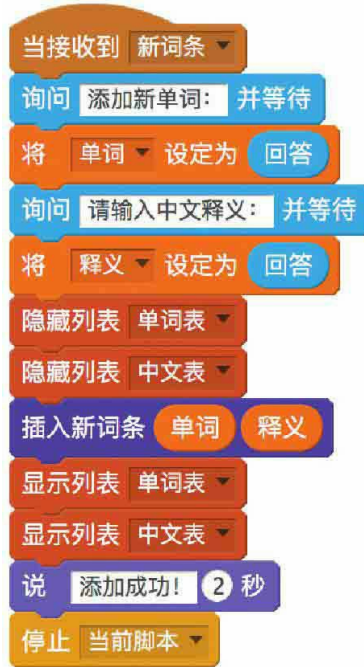 当接收到 新词条
询问 添加新单词： 并等待
将 单词 设定为 回答
询问 请输入中文释义： 并等待
将 释义 设定为 回答
隐藏列表 单词表
隐藏列表 中文表
插入新词条 单词 释义
显示列表 单词表
显示列表 中文表
说 添加成功！ 2 秒
停止 当前脚本